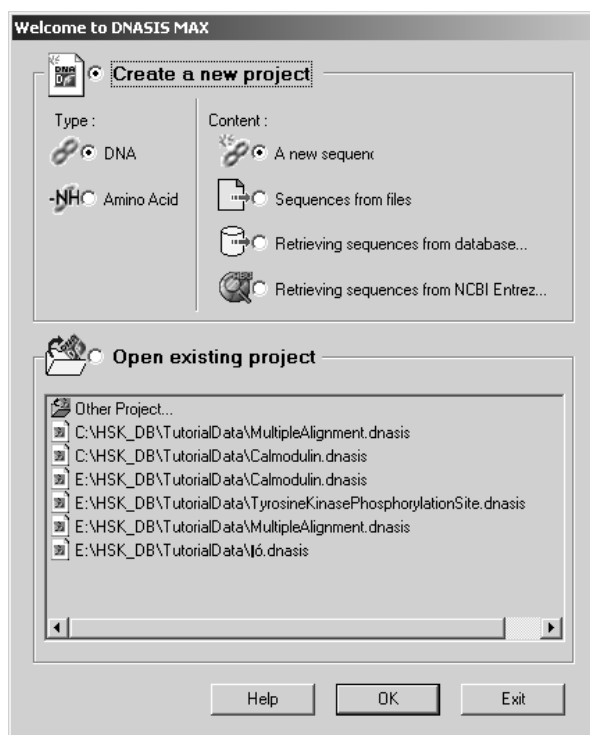 Welcome to DNASIS MAX
Create a new project
Type :
DNA
Amino Acid
Content :
A new sequenc
Sequences from files
Retrieving sequences from database...
Retrieving sequences from NCBI Entrez...
Open existing project
Other Project...
C:\HSK_DB\TutorialData\MultipleAlignment.dnasis
C:\HSK_DB\TutorialData\Calmodulin.dnasis
E:\HSK_DB\TutorialData\Calmodulin.dnasis
E:\HSK_DB\TutorialData\TyrosineKinasePhosphorylationSite.dnasis
E:\HSK_DB\TutorialData\MultipleAlignment.dnasis
Help OK Exit